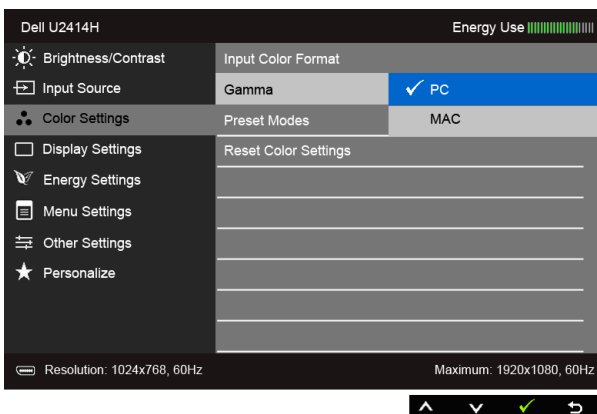 Dell U2414H Energy Use
Brightness/Contrast Input Color Format
Input Source Gamma PC
Color Settings Preset Modes MAC
Display Settings Reset Color Settings
Energy Settings
Menu Settings
Other Settings
Personalize
Resolution: 1024x768, 60Hz Maximum: 1920x1080, 60Hz